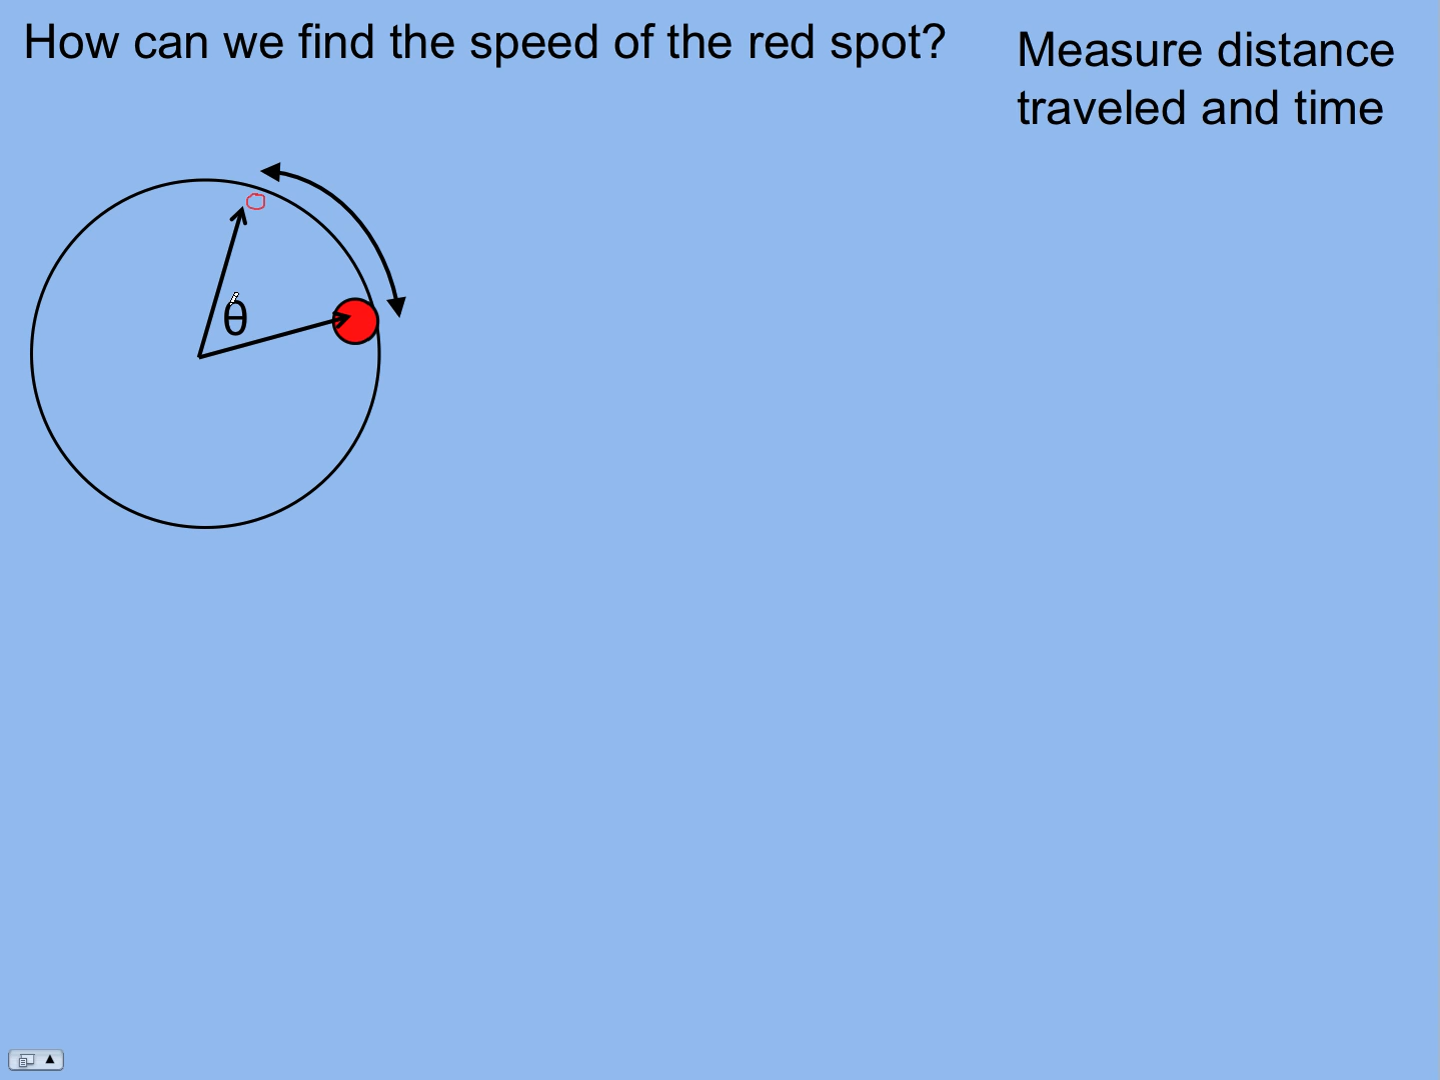 How can we find the speed of the red spot?
Measure distance
traveled and time
θ